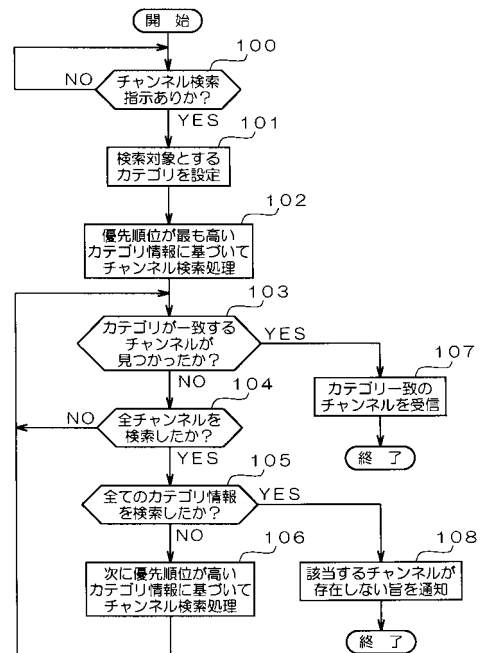 開 始
100
チャンネル検索
指示ありか?
NO
YES
101
検索対象とする
カテゴリを設定
102
優先順位が最も高い
カテゴリ情報に基づいて
チャンネル検索処理
103
カテゴリが一致する
チャンネルが
見つかったか?
YES
NO
107
カテゴリ一致の
チャンネルを受信
終 了
104
全チャンネルを
検索したか?
NO
YES
105
全てのカテゴリ情報
を検索したか?
YES
NO
106
次に優先順位が高い
カテゴリ情報に基づいて
チャンネル検索処理
108
該当するチャンネルが
存在しない旨を通知
終 了